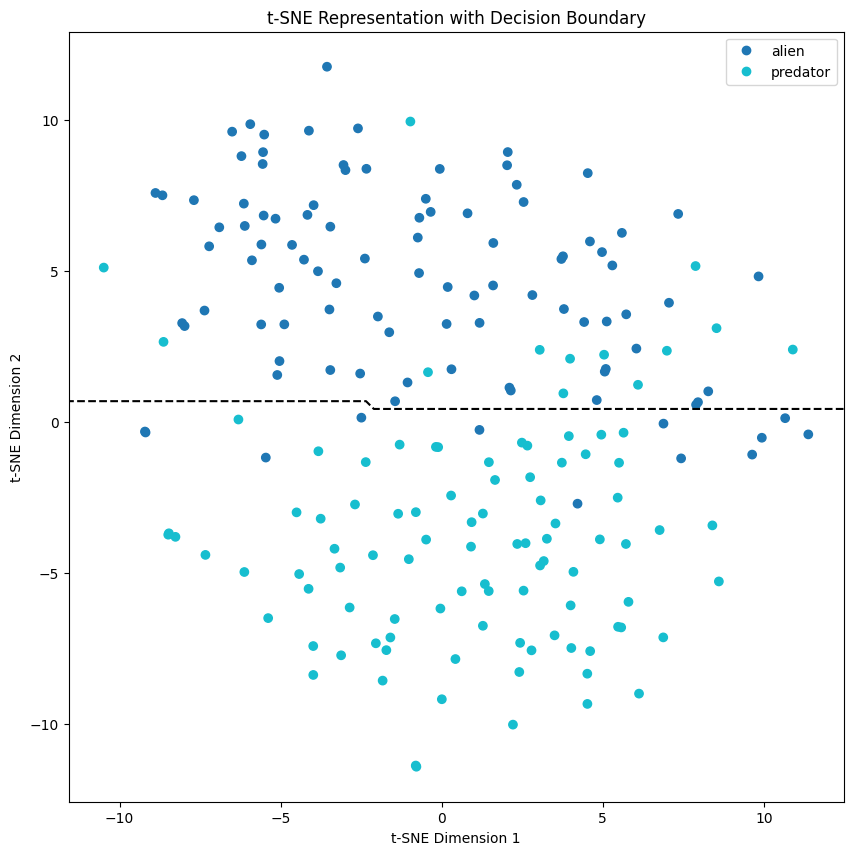 t-SNE Representation with Decision Boundary
alien
predator
10
5
0
−5
−10
t-SNE Dimension 2
−10
−5
0
5
10
t-SNE Dimension 1